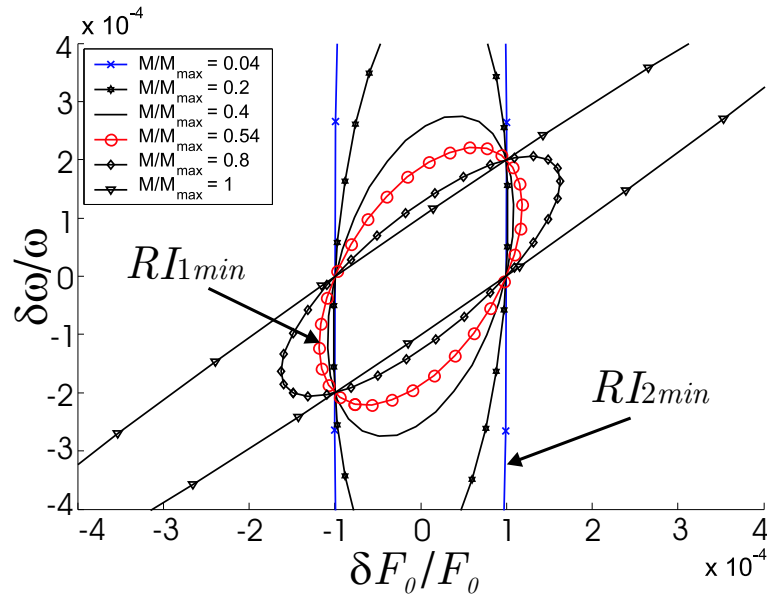 x 10⁻⁴
4
3
2
1
0
-1
-2
-3
-4
δω/ω
M/Mmax = 0.04
M/Mmax = 0.2
M/Mmax = 0.4
M/Mmax = 0.54
M/Mmax = 0.8
M/Mmax = 1
RI1min
RI2min
-4 -3 -2 -1 0 1 2 3 4
δF₀/F₀
x 10⁻⁴